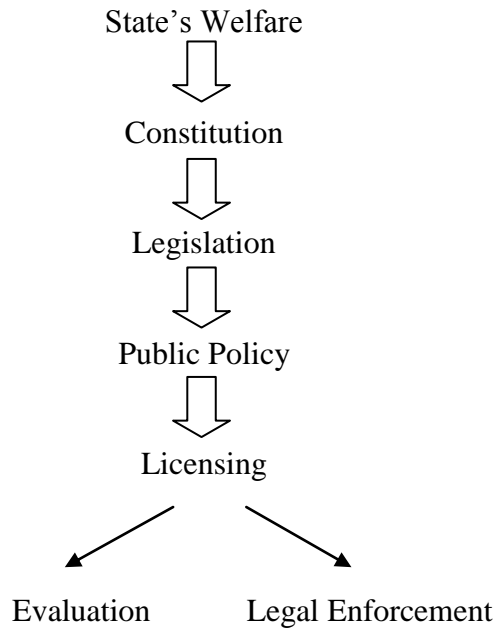 State’s Welfare
Constitution
Legislation
Public Policy
Licensing
Evaluation Legal Enforcement